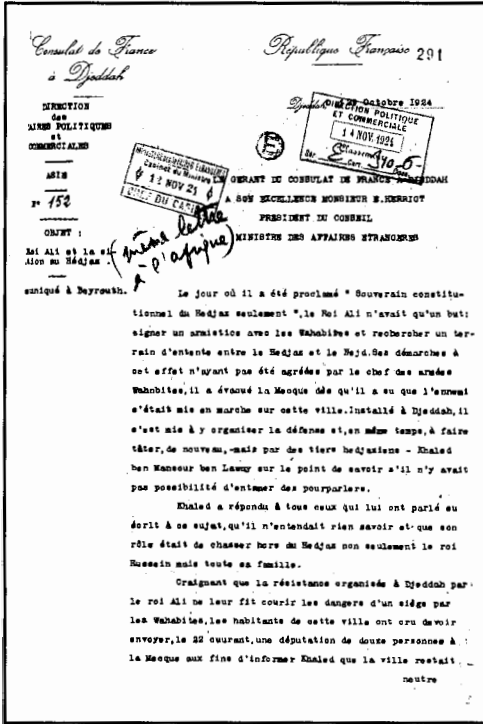 Consulat de France
à Djeddah
République Française 291
DIRECTION
des
AIRES POLITIQUES
et
COMMERCIALES
ASIE
N° 152
OBJET :
Roi Ali et la si
tion au Hédjaz.
muniqué à Beyrouth.
Djeddah Octobre 1924
DIRECTION POLITIQUE
ET COMMERCIALE
14 NOV. 1924
E
Cabinet du Ministre
12 NOV 24
(même lettre
à l'afrique)
GERANT DU CONSULAT DE FRANCE A DJEDDAH
A SON EXCELLENCE MONSIEUR E.HERRIOT
PRESIDENT DU CONSEIL
MINISTRE DES AFFAIRES ETRANGERES
Le jour où il a été proclamé " Souverain constitu-
tionnel du Hedjaz seulement ",le Roi Ali n'avait qu'un but:
signer un armistice avec les Wahabites et rechercher un ter-
rain d'entente entre le Hedjaz et le Nejd.Ses démarches à
cet effet n'ayant pas été agréées par le chef des armées
Wahabites,il a évacué la Mecque dès qu'il a su que l'ennemi
s'était mis en marche sur cette ville.Installé à Djeddah, il
s'est mis à y organiser la défense et,en même temps,à faire
tâter,de nouveau,-mais par des tiers hedjaziens - Khaled
ben Mansour ben Lawoy sur le point de savoir s'il n'y avait
pas possibilité d'entamer des pourparlers.
Khaled a répondu à tous ceux qui lui ont parlé ou
écrit à ce sujet,qu'il n'entendait rien savoir et que son
rôle était de chasser hors du Hedjaz non seulement le roi
Hussein mais toute sa famille.
Craignant que la résistance organisée à Djeddah par
le roi Ali ne leur fit courir les dangers d'un siège par
les Wahabites,les habitants de cette ville ont cru devoir
envoyer,le 22 courant,une députation de douze personnes à
la Mecque aux fins d'informer Khaled que la ville restait
neutre